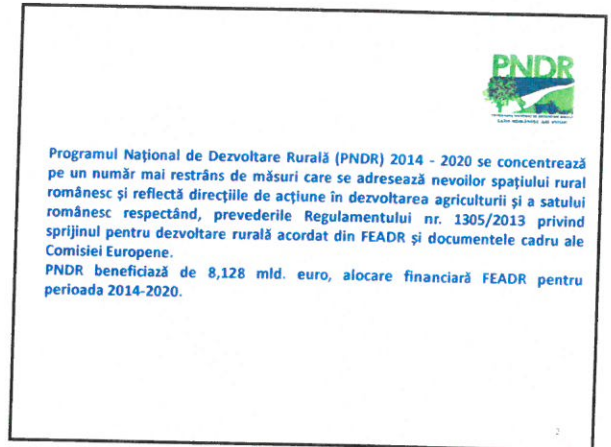 PNDR
Programul Național de Dezvoltare Rurală (PNDR) 2014 - 2020 se concentrează
pe un număr mai restrâns de măsuri care se adresează nevoilor spațiului rural
românesc și reflectă direcțiile de acțiune în dezvoltarea agriculturii și a satului
românesc respectând, prevederile Regulamentului nr. 1305/2013 privind
sprijinul pentru dezvoltare rurală acordat din FEADR și documentele cadru ale
Comisiei Europene.
PNDR beneficiază de 8,128 mld. euro, alocare financiară FEADR pentru
perioada 2014-2020.
2